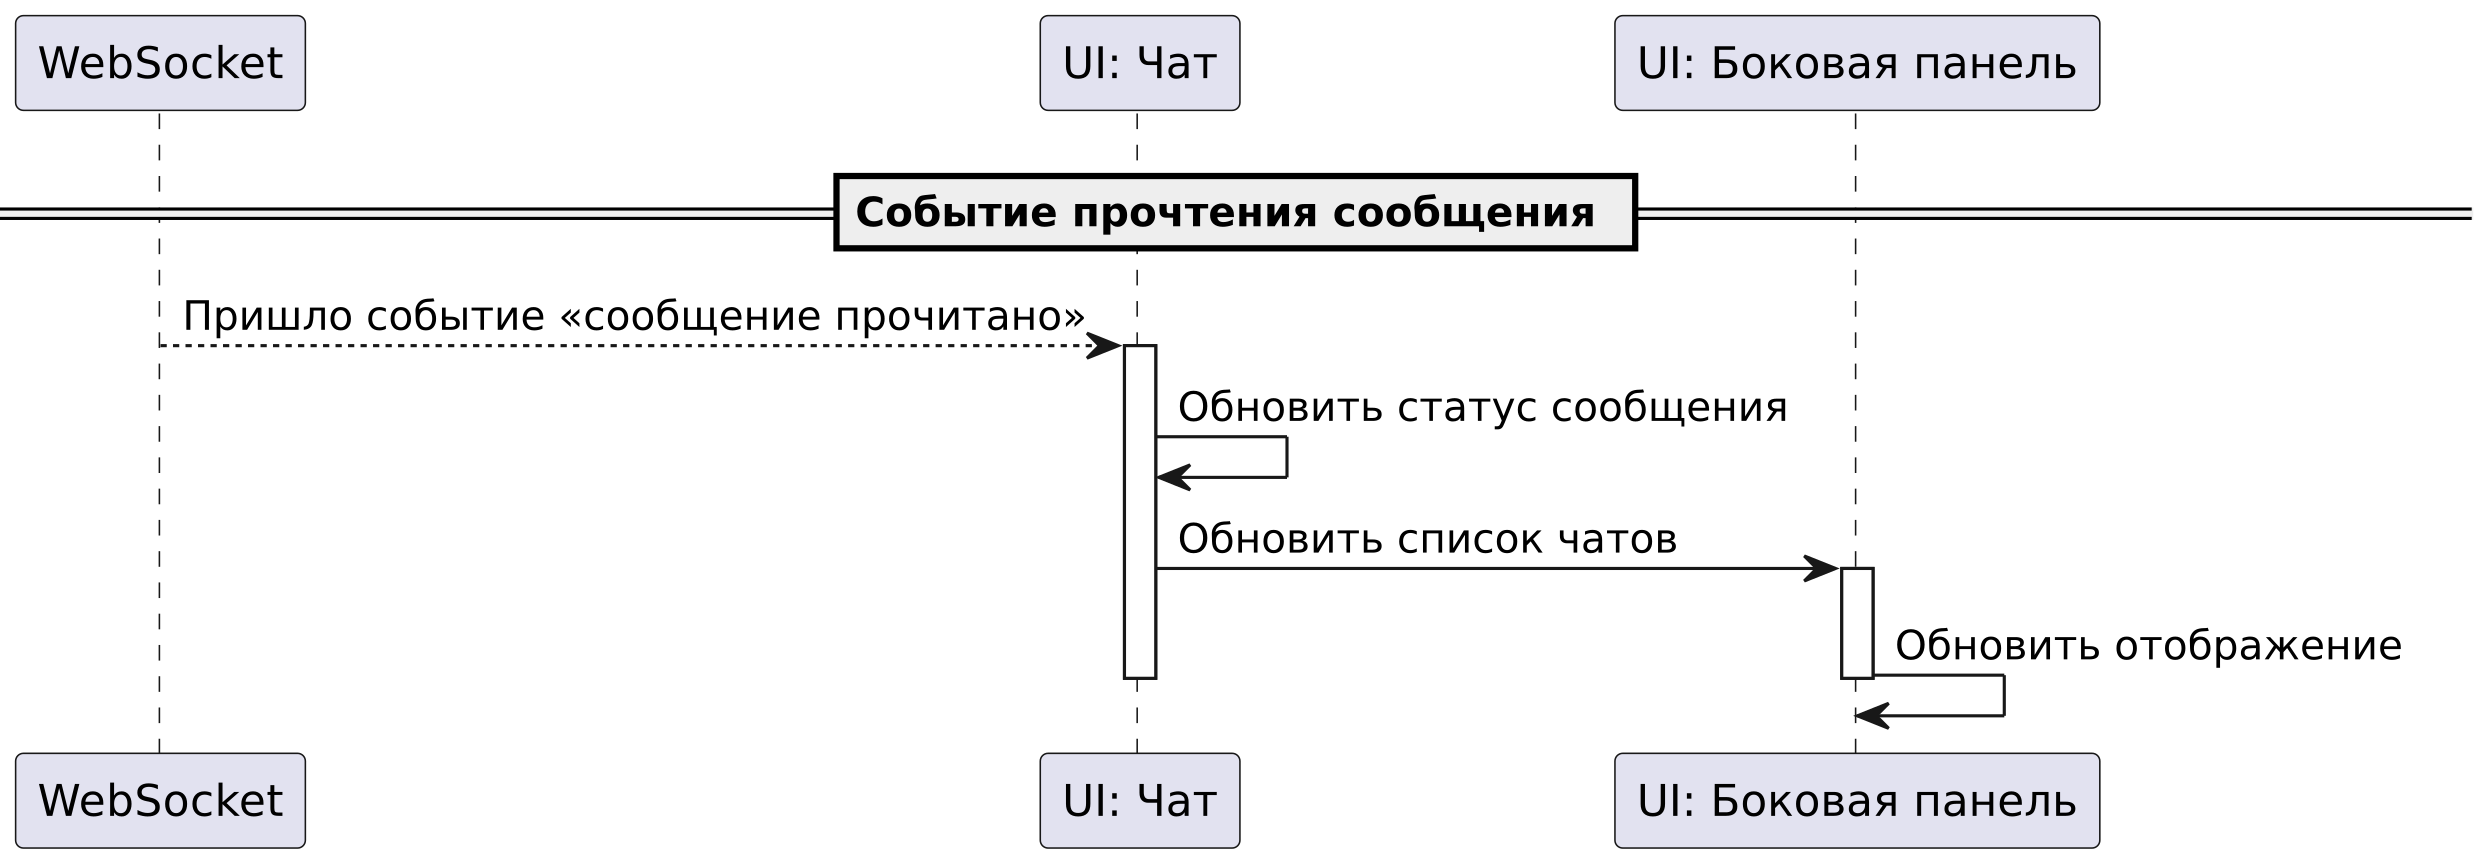 WebSocket
UI: Чат
UI: Боковая панель
Событие прочтения сообщения
Пришло событие «сообщение прочитано»
Обновить статус сообщения
Обновить список чатов
Обновить отображение
WebSocket
UI: Чат
UI: Боковая панель